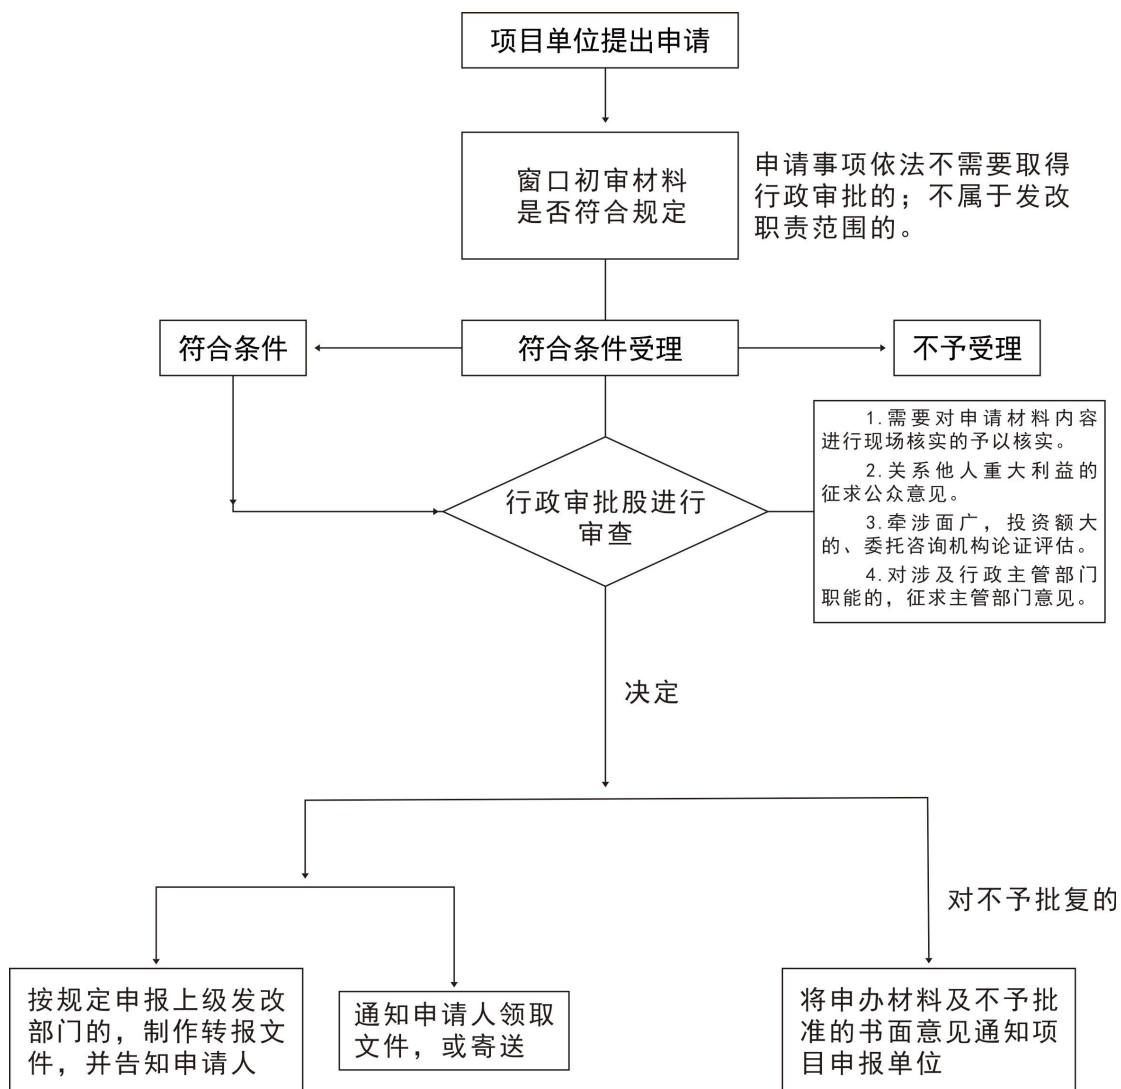 项目单位提出申请
窗口初审材料
是否符合规定
申请事项依法不需要取得
行政审批的；不属于发改
职责范围的。
符合条件
符合条件受理
不予受理
行政审批股进行
审查
1.需要对申请材料内容
进行现场核实的予以核实。
2.关系他人重大利益的
征求公众意见。
3.牵涉面广，投资额大
的、委托咨询机构论证评估。
4.对涉及行政主管部门
职能的，征求主管部门意见。
决定
对不予批复的
按规定申报上级发改
部门的，制作转报文
件，并告知申请人
通知申请人领取
文件，或寄送
将申办材料及不予批
准的书面意见通知项
目申报单位